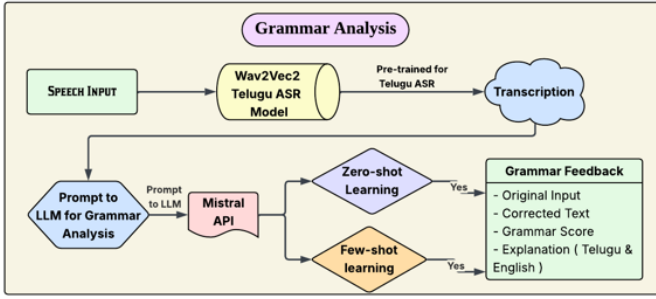 Grammar Analysis
Speech Input
Wav2Vec2
Telugu ASR
Model
Pre-trained for
Telugu ASR
Transcription
Prompt to
LLM for Grammar
Analysis
Prompt
to LLM
Mistral
API
Zero-shot
Learning
Yes
Few-shot
learning
Yes
Grammar Feedback
- Original Input
- Corrected Text
- Grammar Score
- Explanation ( Telugu &
English )